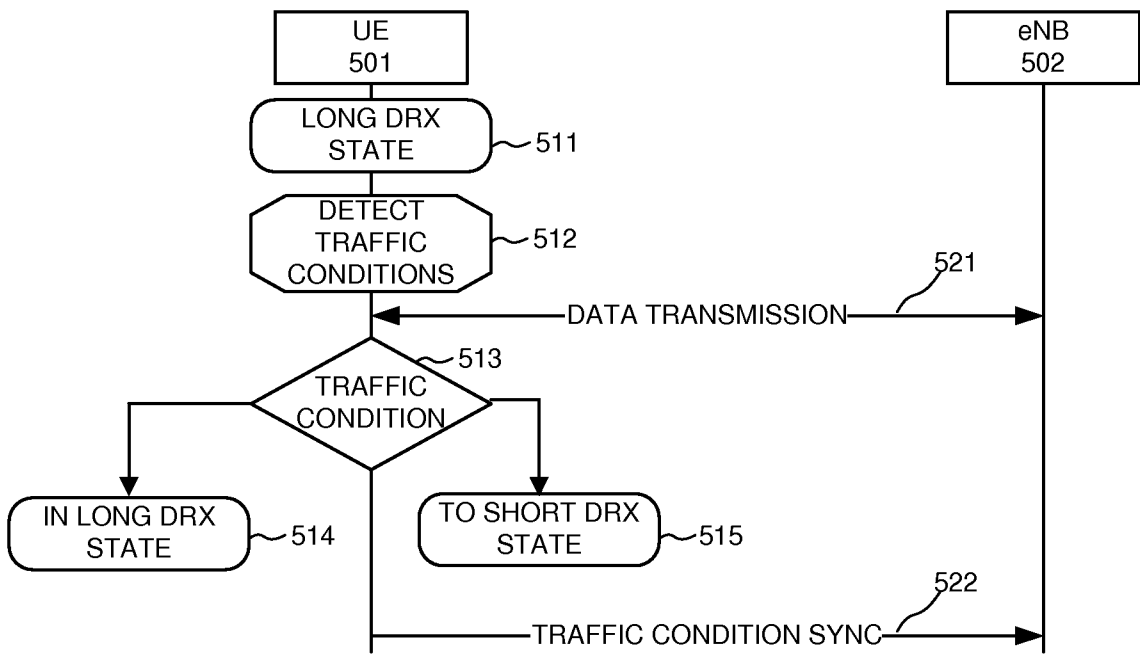 UE
501
eNB
502
LONG DRX
STATE
511
DETECT
TRAFFIC
CONDITIONS
512
521
DATA TRANSMISSION
513
TRAFFIC
CONDITION
IN LONG DRX
STATE
514
TO SHORT DRX
STATE
515
522
TRAFFIC CONDITION SYNC